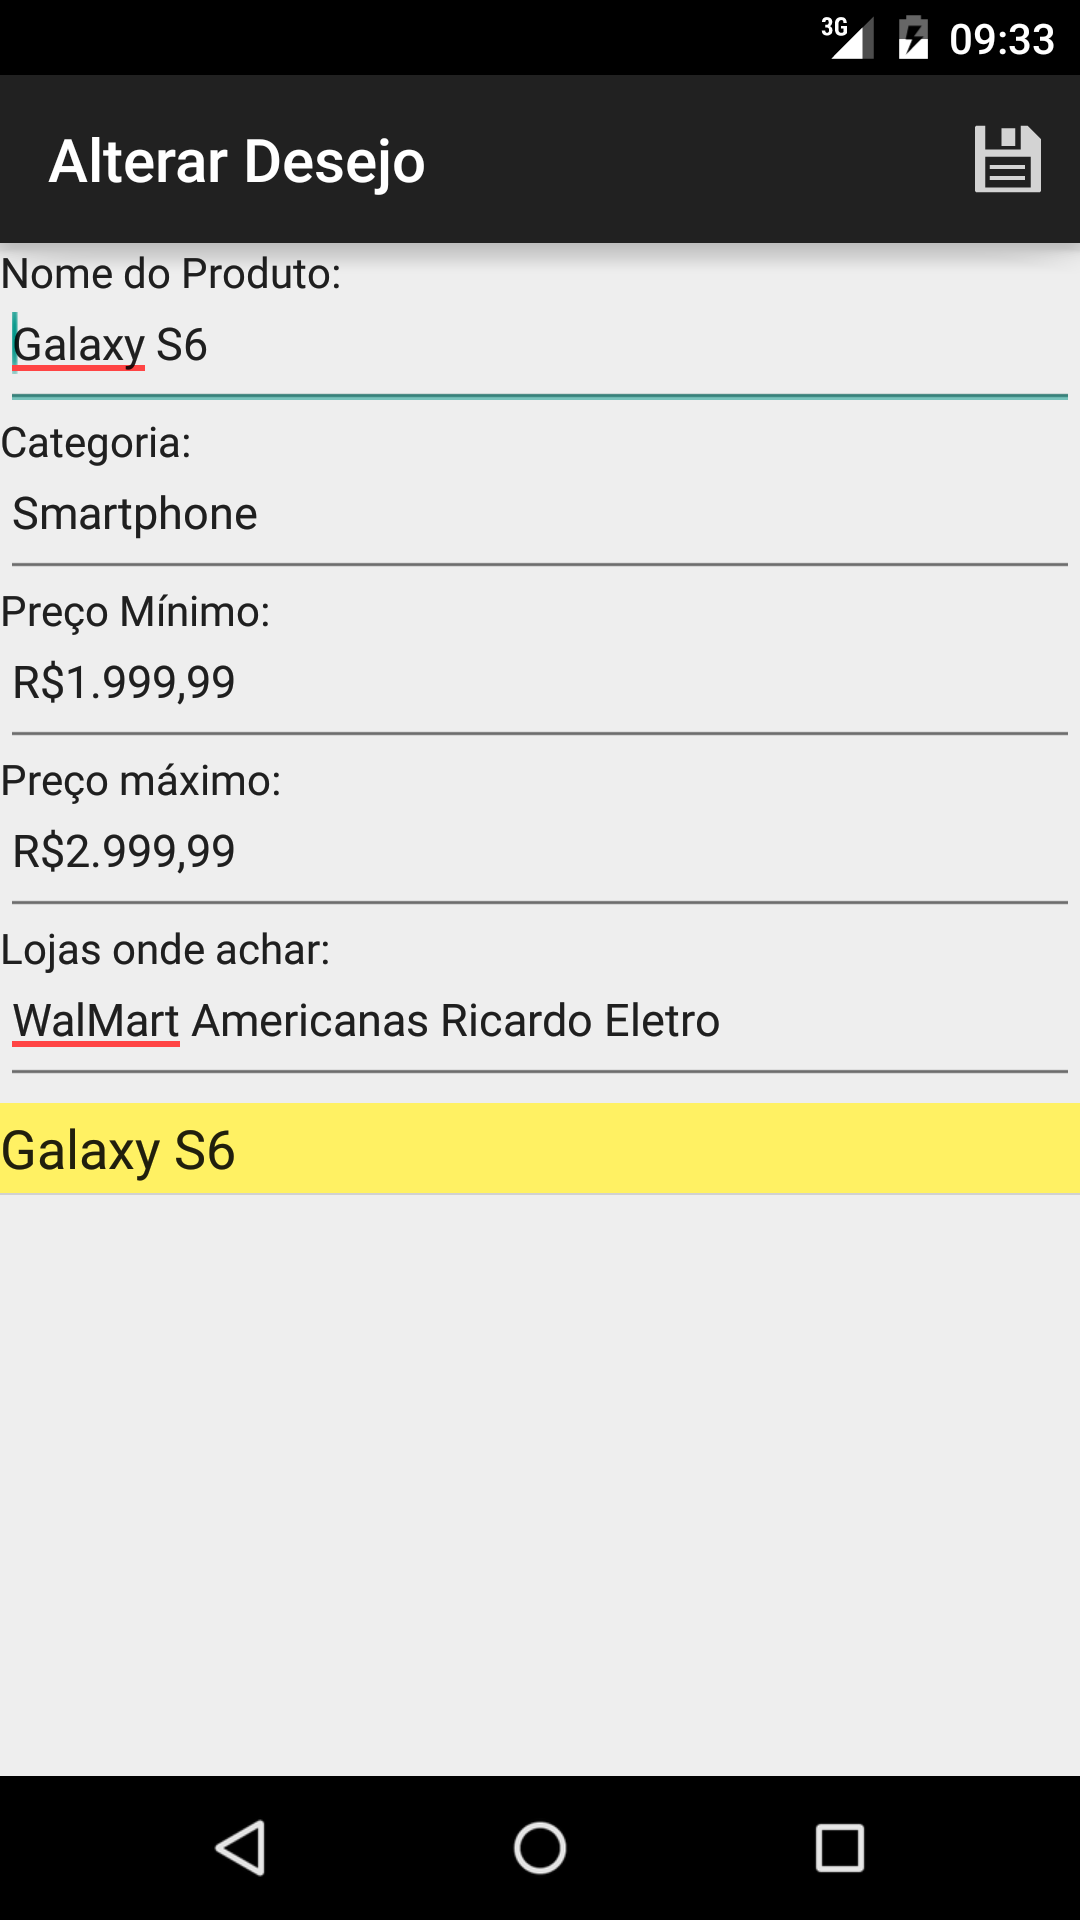 3G 09:33
Alterar Desejo
Nome do Produto:
Galaxy S6
Categoria:
Smartphone
Preço Mínimo:
R$1.999,99
Preço máximo:
R$2.999,99
Lojas onde achar:
WalMart Americanas Ricardo Eletro
Galaxy S6